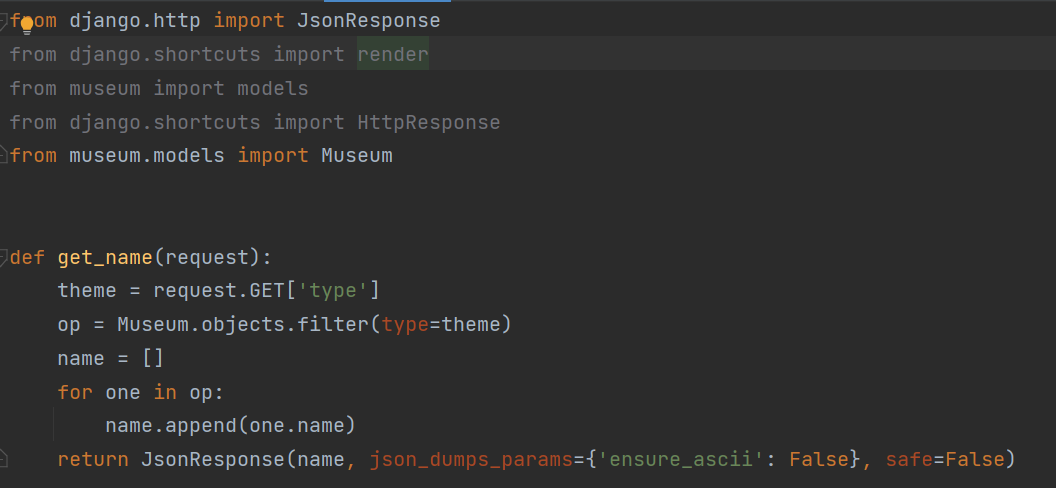 from django.http import JsonResponse
from django.shortcuts import render
from museum import models
from django.shortcuts import HttpResponse
from museum.models import Museum
def get_name(request):
    theme = request.GET['type']
    op = Museum.objects.filter(type=theme)
    name = []
    for one in op:
        name.append(one.name)
    return JsonResponse(name, json_dumps_params={'ensure_ascii': False}, safe=False)